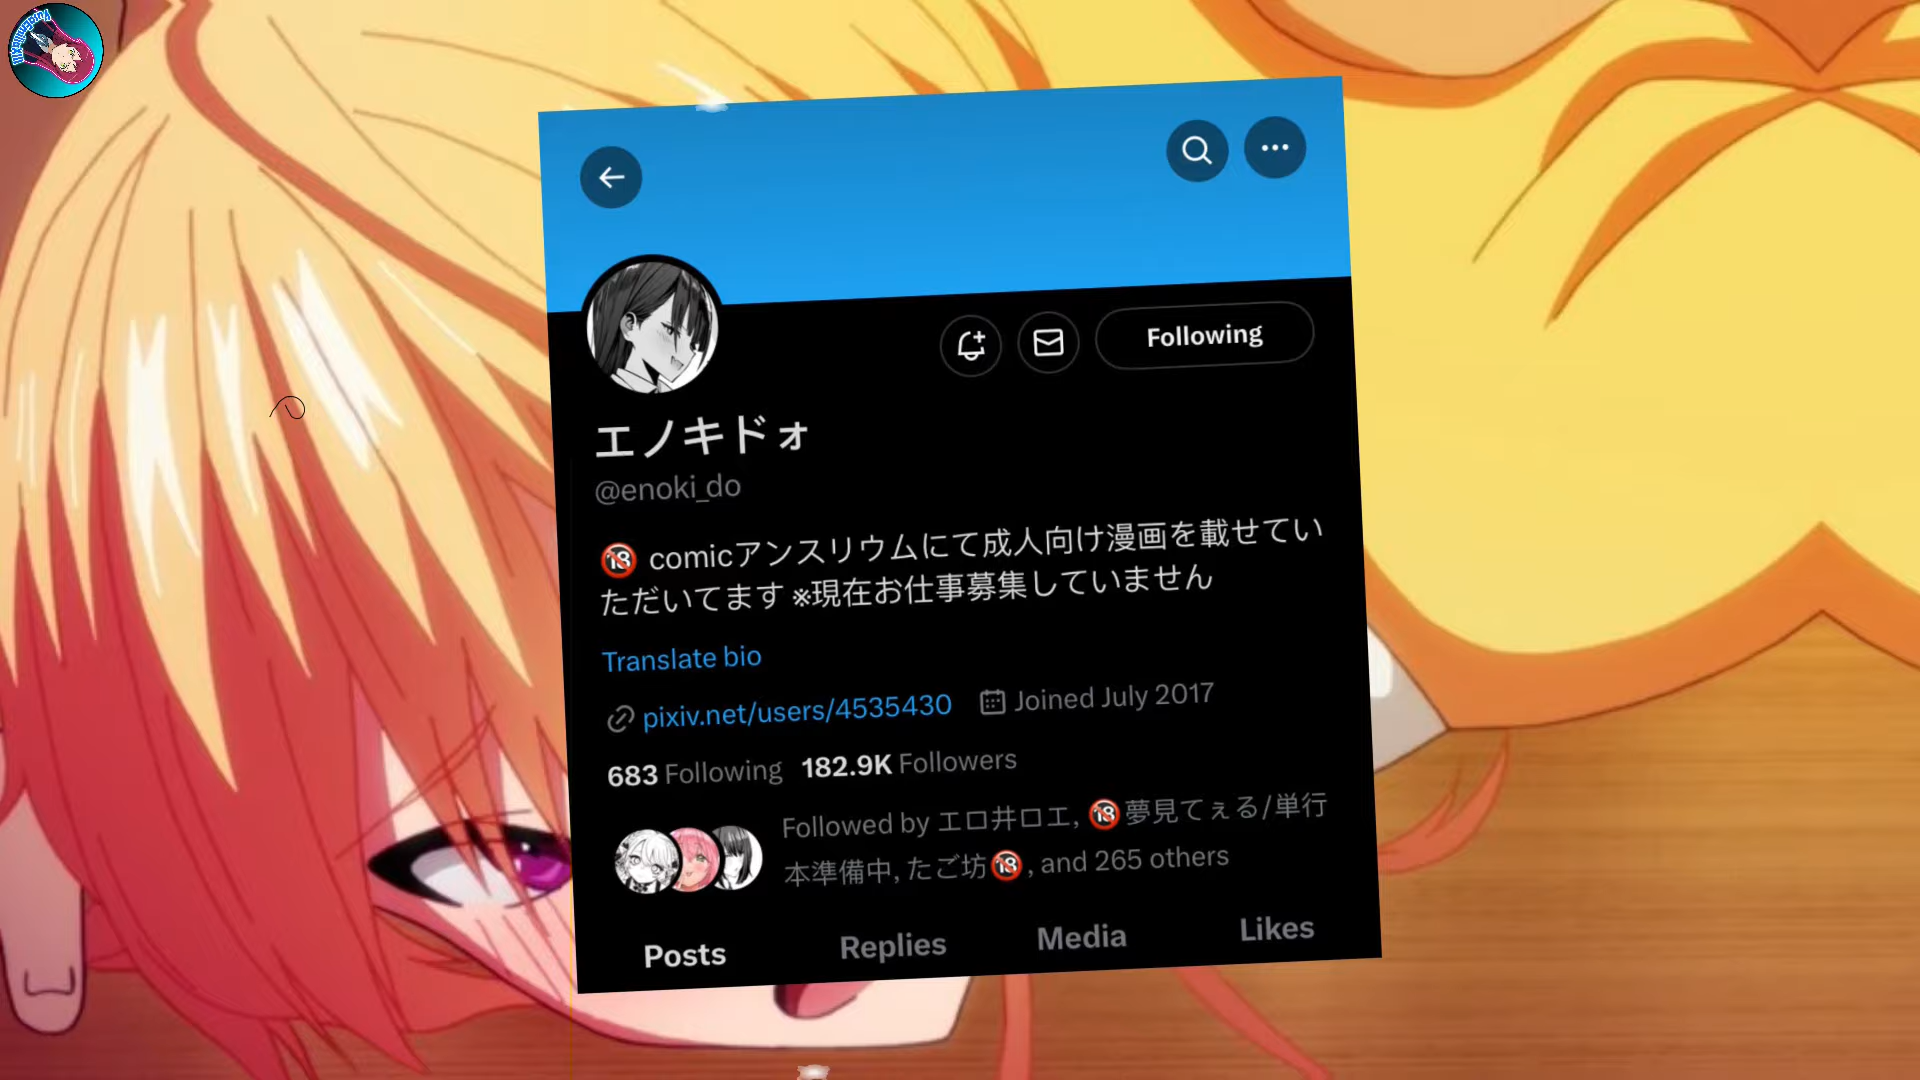 Following
エノキドォ
@enoki_do
🔞 comicアンスリウムにて成人向け漫画を載せてい
ただいてます ※現在お仕事募集していません
Translate bio
pixiv.net/users/4535430 Joined July 2017
683 Following 182.9K Followers
Followed by エロ井ロエ, 🔞夢見てぇる/単行
本準備中, たご坊🔞, and 265 others
Posts Replies Media Likes